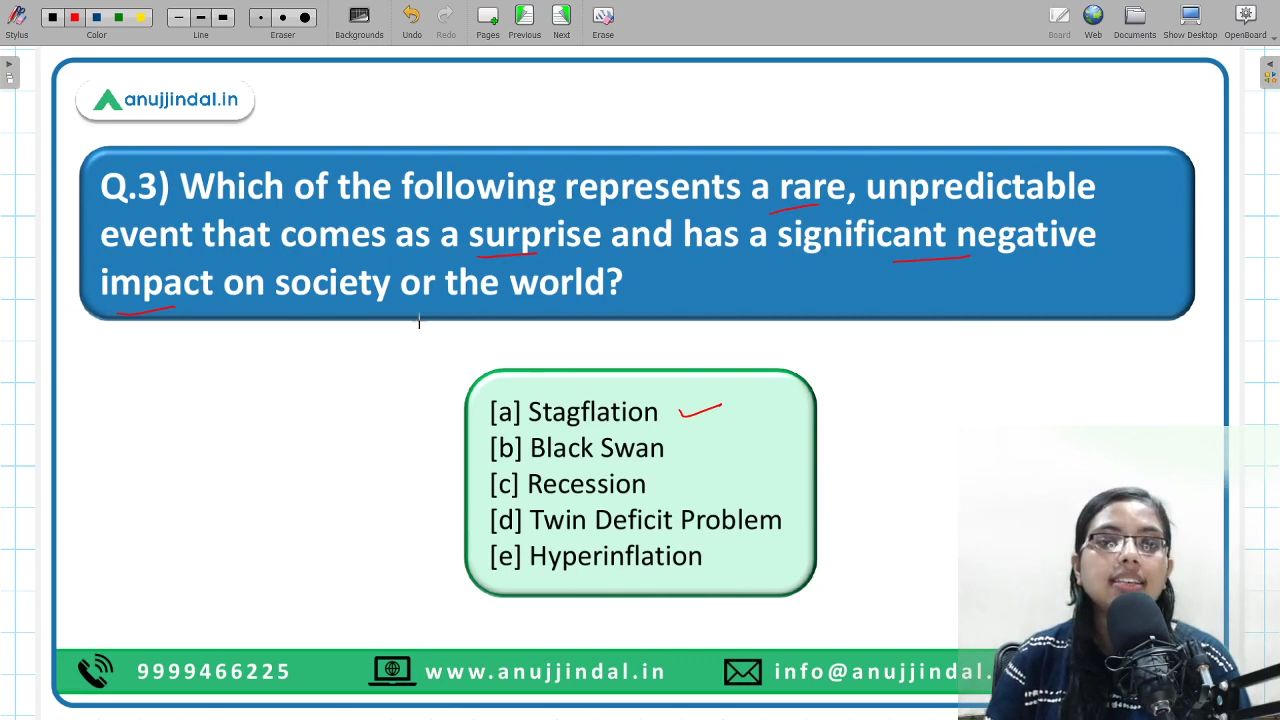 Stylus
Color
Line
Eraser
Backgrounds
Undo
Redo
Pages
Previous
Next
Erase
Board
Web
Documents
Show Desktop
OpenBoard
anujjindal.in
Q.3) Which of the following represents a rare, unpredictable
event that comes as a surprise and has a significant negative
impact on society or the world?
[a] Stagflation
[b] Black Swan
[c] Recession
[d] Twin Deficit Problem
[e] Hyperinflation
9999466225
www.anujjindal.in
info@anujjindal.